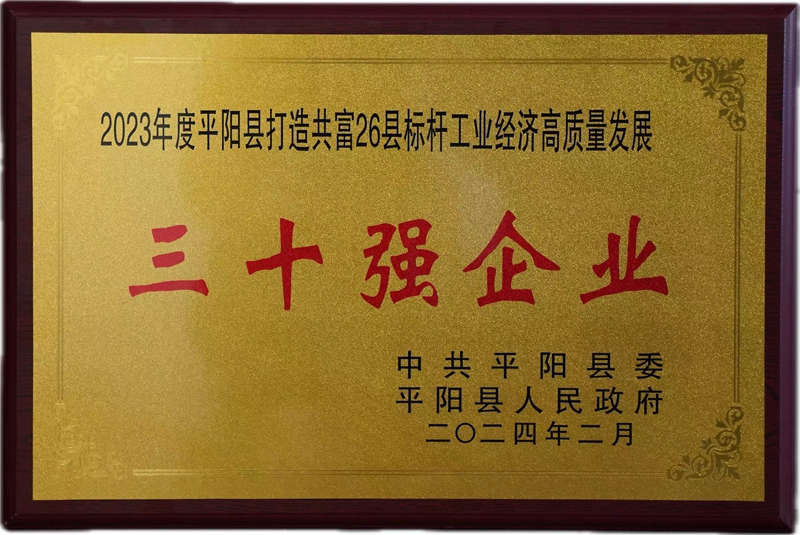 2023年度平阳县打造共富26县标杆工业经济高质量发展
三十强企业
中共平阳县委
平阳县人民政府
二〇二四年二月